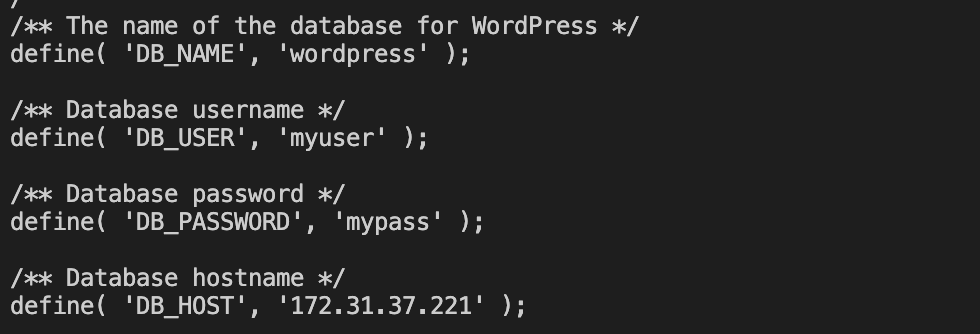 /
/** The name of the database for WordPress */
define( 'DB_NAME', 'wordpress' );
/** Database username */
define( 'DB_USER', 'myuser' );
/** Database password */
define( 'DB_PASSWORD', 'mypass' );
/** Database hostname */
define( 'DB_HOST', '172.31.37.221' );